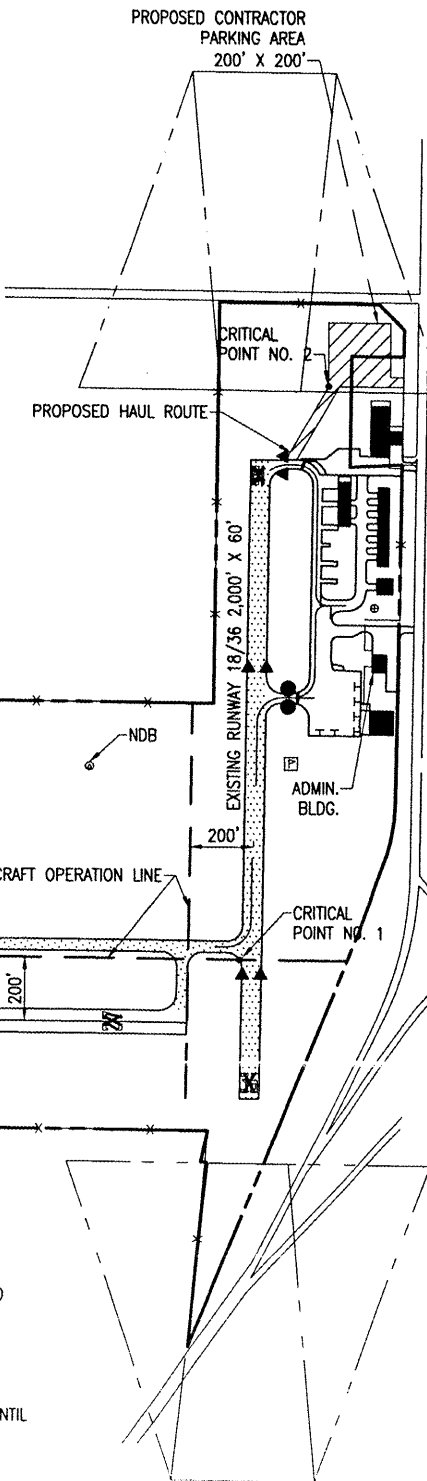 PROPOSED CONTRACTOR
PARKING AREA
200' X 200'
CRITICAL
POINT NO. 2
PROPOSED HAUL ROUTE
EXISTING RUNWAY 18/36 2,000' X 60'
NDB
P
ADMIN.
BLDG.
200'
CRAFT OPERATION LINE
CRITICAL
POINT NO. 1
200'
NTIL